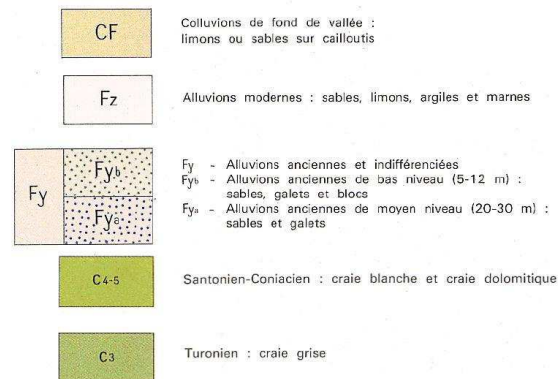 CF
Colluvions de fond de vallée :
limons ou sables sur cailloutis
Fz
Alluvions modernes : sables, limons, argiles et marnes
Fy
Fyb
Fya
Fy - Alluvions anciennes et indifférenciées
Fyb - Alluvions anciennes de bas niveau (5-12 m) :
sables, galets et blocs
Fya - Alluvions anciennes de moyen niveau (20-30 m) :
sables et galets
C4-5
Santonien-Coniacien : craie blanche et craie dolomitique
C3
Turonien : craie grise